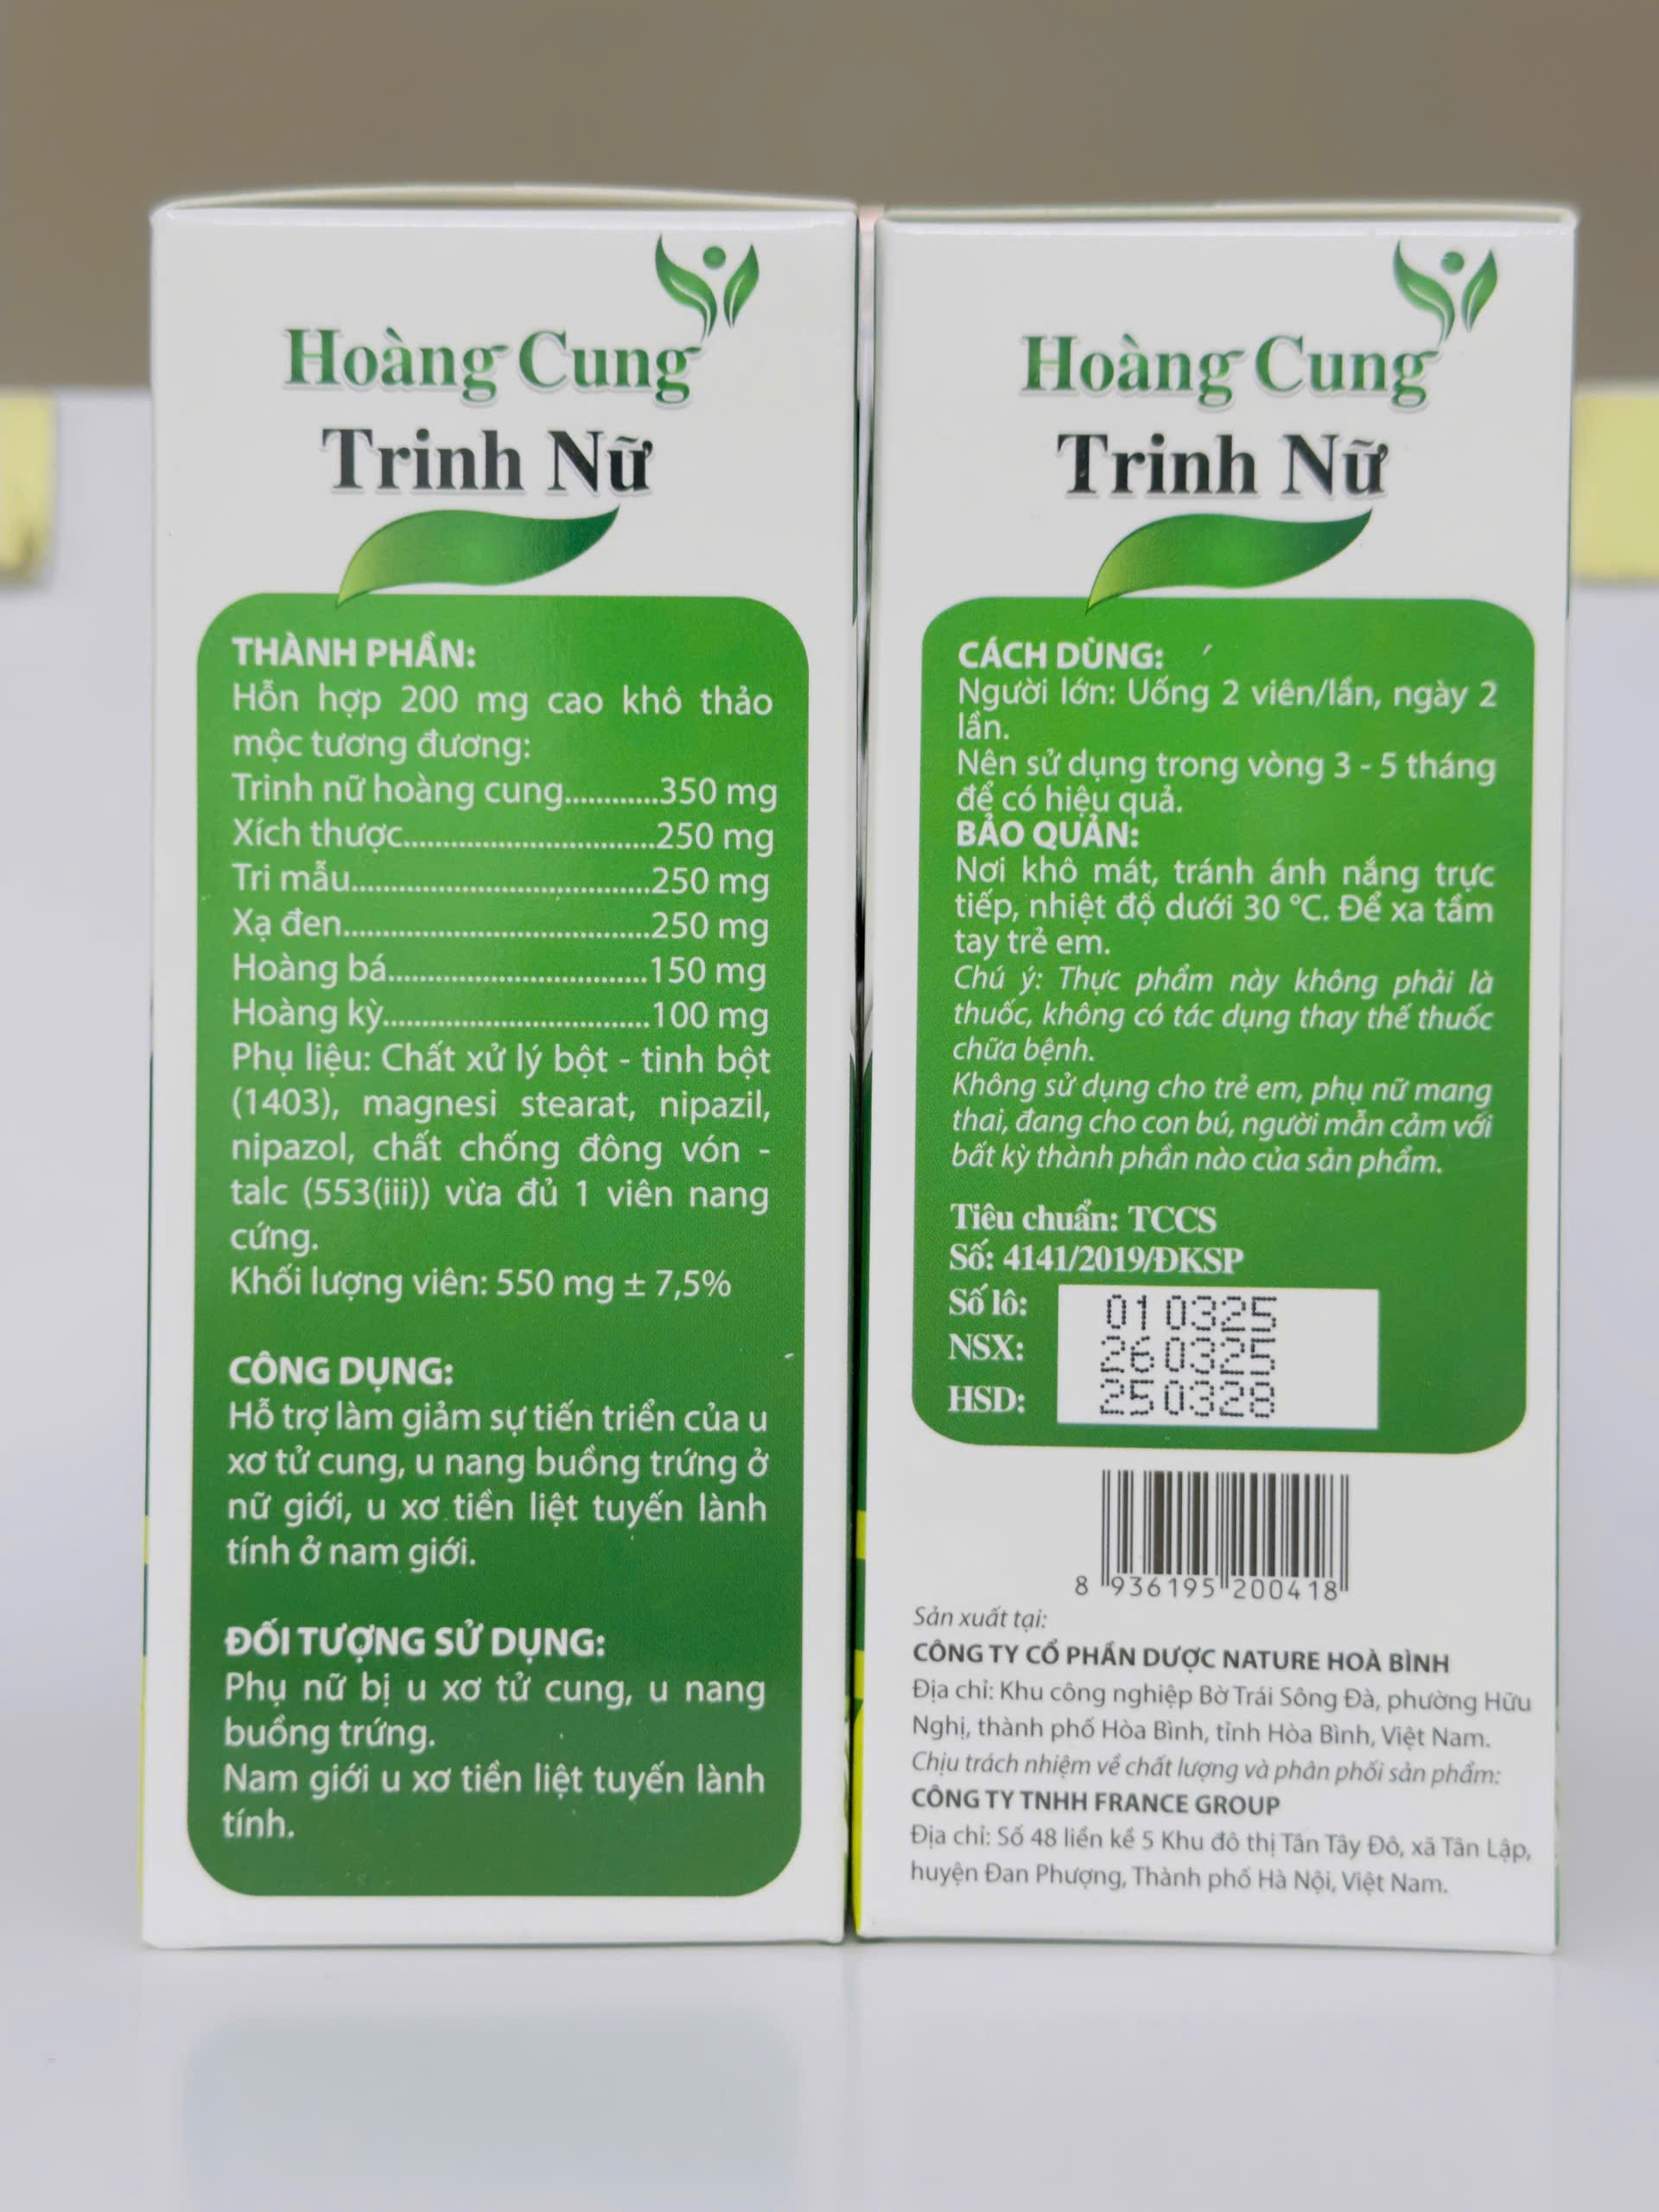 Hoàng Cung
Trinh Nữ
THÀNH PHẦN:
Hỗn hợp 200 mg cao khô thảo
mộc tương đương:
Trinh nữ hoàng cung............350 mg
Xích thược................................250 mg
Tri mẫu......................................250 mg
Xạ đen.......................................250 mg
Hoàng bá.................................150 mg
Hoàng kỳ..................................100 mg
Phụ liệu: Chất xử lý bột - tinh bột
(1403), magnesi stearat, nipazil,
nipazol, chất chống đông vón -
talc (553(iii)) vừa đủ 1 viên nang
cứng.
Khối lượng viên: 550 mg ± 7,5%
CÔNG DỤNG:
Hỗ trợ làm giảm sự tiến triển của u
xơ tử cung, u nang buồng trứng ở
nữ giới, u xơ tiền liệt tuyến lành
tính ở nam giới.
ĐỐI TƯỢNG SỬ DỤNG:
Phụ nữ bị u xơ tử cung, u nang
buồng trứng.
Nam giới u xơ tiền liệt tuyến lành
tính.
Hoàng Cung
Trinh Nữ
CÁCH DÙNG:
Người lớn: Uống 2 viên/lần, ngày 2
lần.
Nên sử dụng trong vòng 3 - 5 tháng
để có hiệu quả.
BẢO QUẢN:
Nơi khô mát, tránh ánh nắng trực
tiếp, nhiệt độ dưới 30 °C. Để xa tầm
tay trẻ em.
Chú ý: Thực phẩm này không phải là
thuốc, không có tác dụng thay thế thuốc
chữa bệnh.
Không sử dụng cho trẻ em, phụ nữ mang
thai, đang cho con bú, người mẫn cảm với
bất kỳ thành phần nào của sản phẩm.
Tiêu chuẩn: TCCS
Số: 4141/2019/ĐKSP
Số lô: 010325
NSX: 260325
HSD: 250328
8 936195 200418
Sản xuất tại:
CÔNG TY CỔ PHẦN DƯỢC NATURE HOÀ BÌNH
Địa chỉ: Khu công nghiệp Bờ Trái Sông Đà, phường Hữu
Nghị, thành phố Hòa Bình, tỉnh Hòa Bình, Việt Nam.
Chịu trách nhiệm về chất lượng và phân phối sản phẩm:
CÔNG TY TNHH FRANCE GROUP
Địa chỉ: Số 48 liền kề 5 Khu đô thị Tân Tây Đô, xã Tân Lập,
huyện Đan Phượng, Thành phố Hà Nội, Việt Nam.